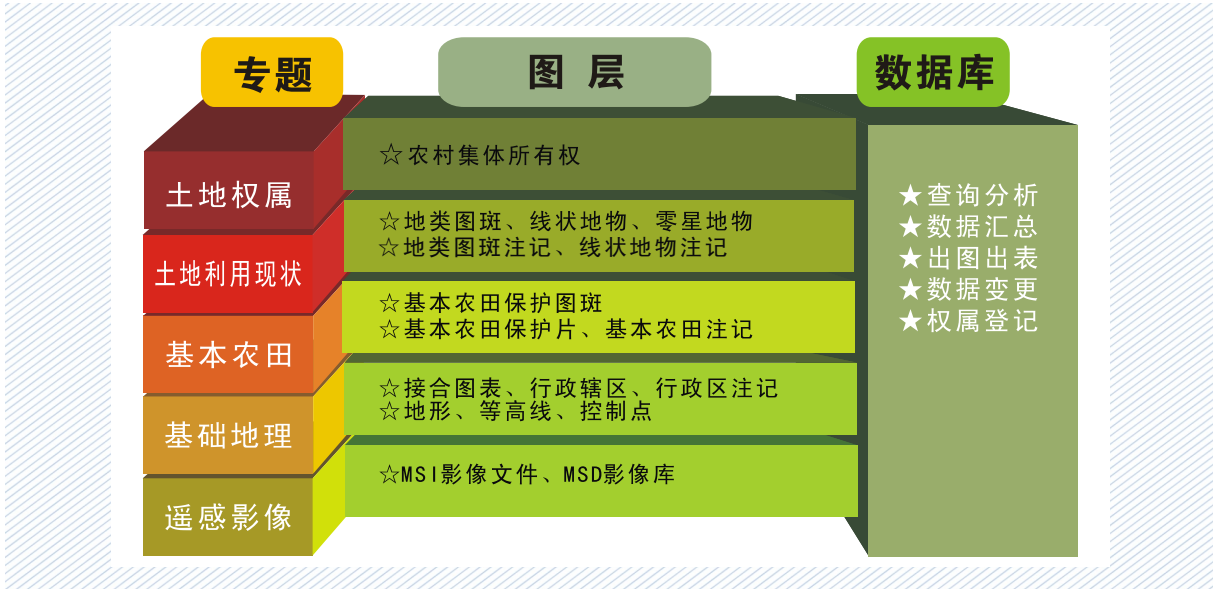 专题
图 层
数据库
土地权属
☆农村集体所有权
土地利用现状
☆地类图斑、线状地物、零星地物
☆地类图斑注记、线状地物注记
基本农田
☆基本农田保护图斑
☆基本农田保护片、基本农田注记
基础地理
☆接合图表、行政辖区、行政区注记
☆地形、等高线、控制点
遥感影像
☆MSI影像文件、MSD影像库
★查询分析
★数据汇总
★出图出表
★数据变更
★权属登记